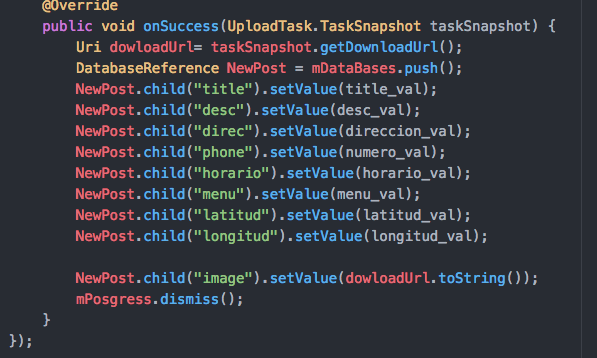 @Override
public void onSuccess(UploadTask.TaskSnapshot taskSnapshot) {
Uri dowloadUrl= taskSnapshot.getDownloadUrl();
DatabaseReference NewPost = mDataBases.push();
NewPost.child("title").setValue(title_val);
NewPost.child("desc").setValue(desc_val);
NewPost.child("direc").setValue(direccion_val);
NewPost.child("phone").setValue(numero_val);
NewPost.child("horario").setValue(horario_val);
NewPost.child("menu").setValue(menu_val);
NewPost.child("latitud").setValue(latitud_val);
NewPost.child("longitud").setValue(longitud_val);
NewPost.child("image").setValue(dowloadUrl.toString());
mPosgress.dismiss();
}
});